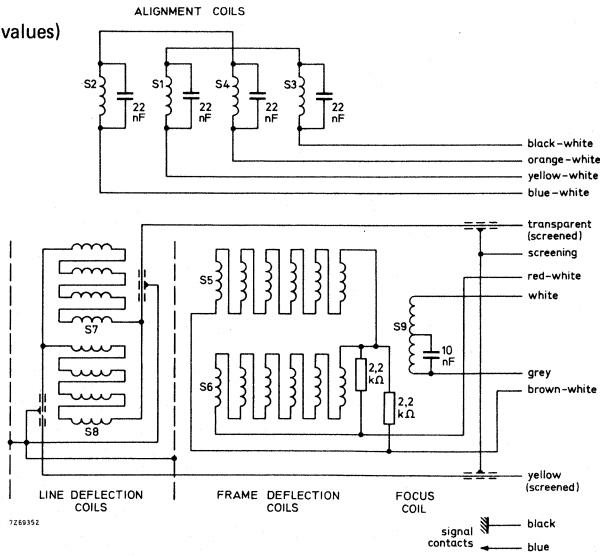 ALIGNMENT COILS
values)
S2
22
nF
S1
22
nF
S4
22
nF
S3
22
nF
black-white
orange-white
yellow-white
blue-white
transparent
(screened)
screening
red-white
white
S7
S8
S5
S6
2,2
kΩ
2,2
kΩ
S9
10
nF
grey
brown-white
yellow
(screened)
LINE DEFLECTION
COILS
FRAME DEFLECTION
COILS
FOCUS
COIL
7Z69352
signal
contacts
black
blue